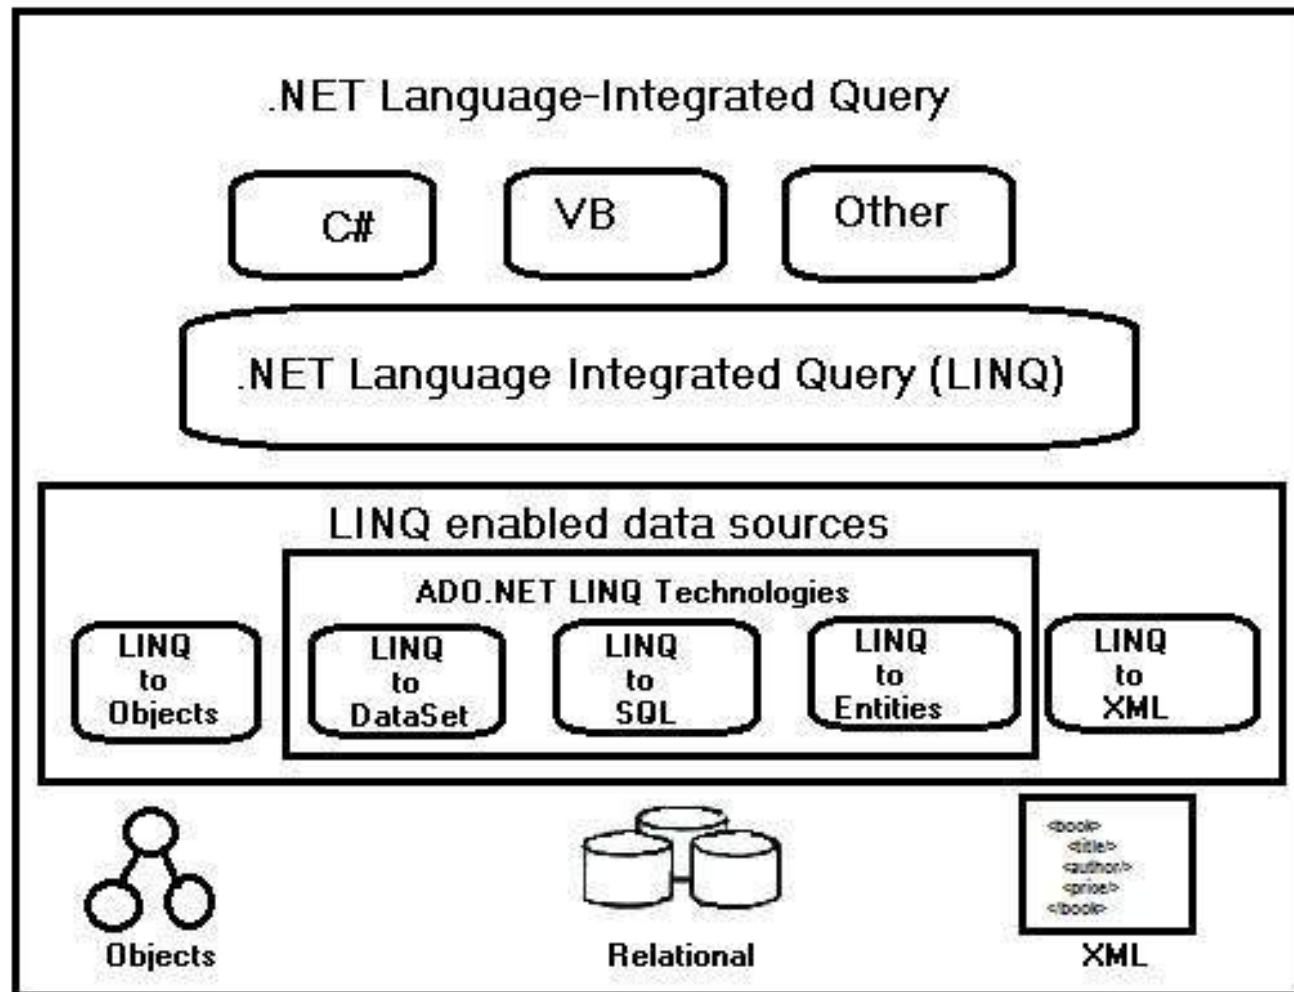 .NET Language-Integrated Query
C#
VB
Other
.NET Language Integrated Query (LINQ)
LINQ enabled data sources
ADO.NET LINQ Technologies
LINQ
to
Objects
LINQ
to
DataSet
LINQ
to
SQL
LINQ
to
Entities
LINQ
to
XML
<book>
<title/>
<author/>
<price/>
</book>
Objects
Relational
XML